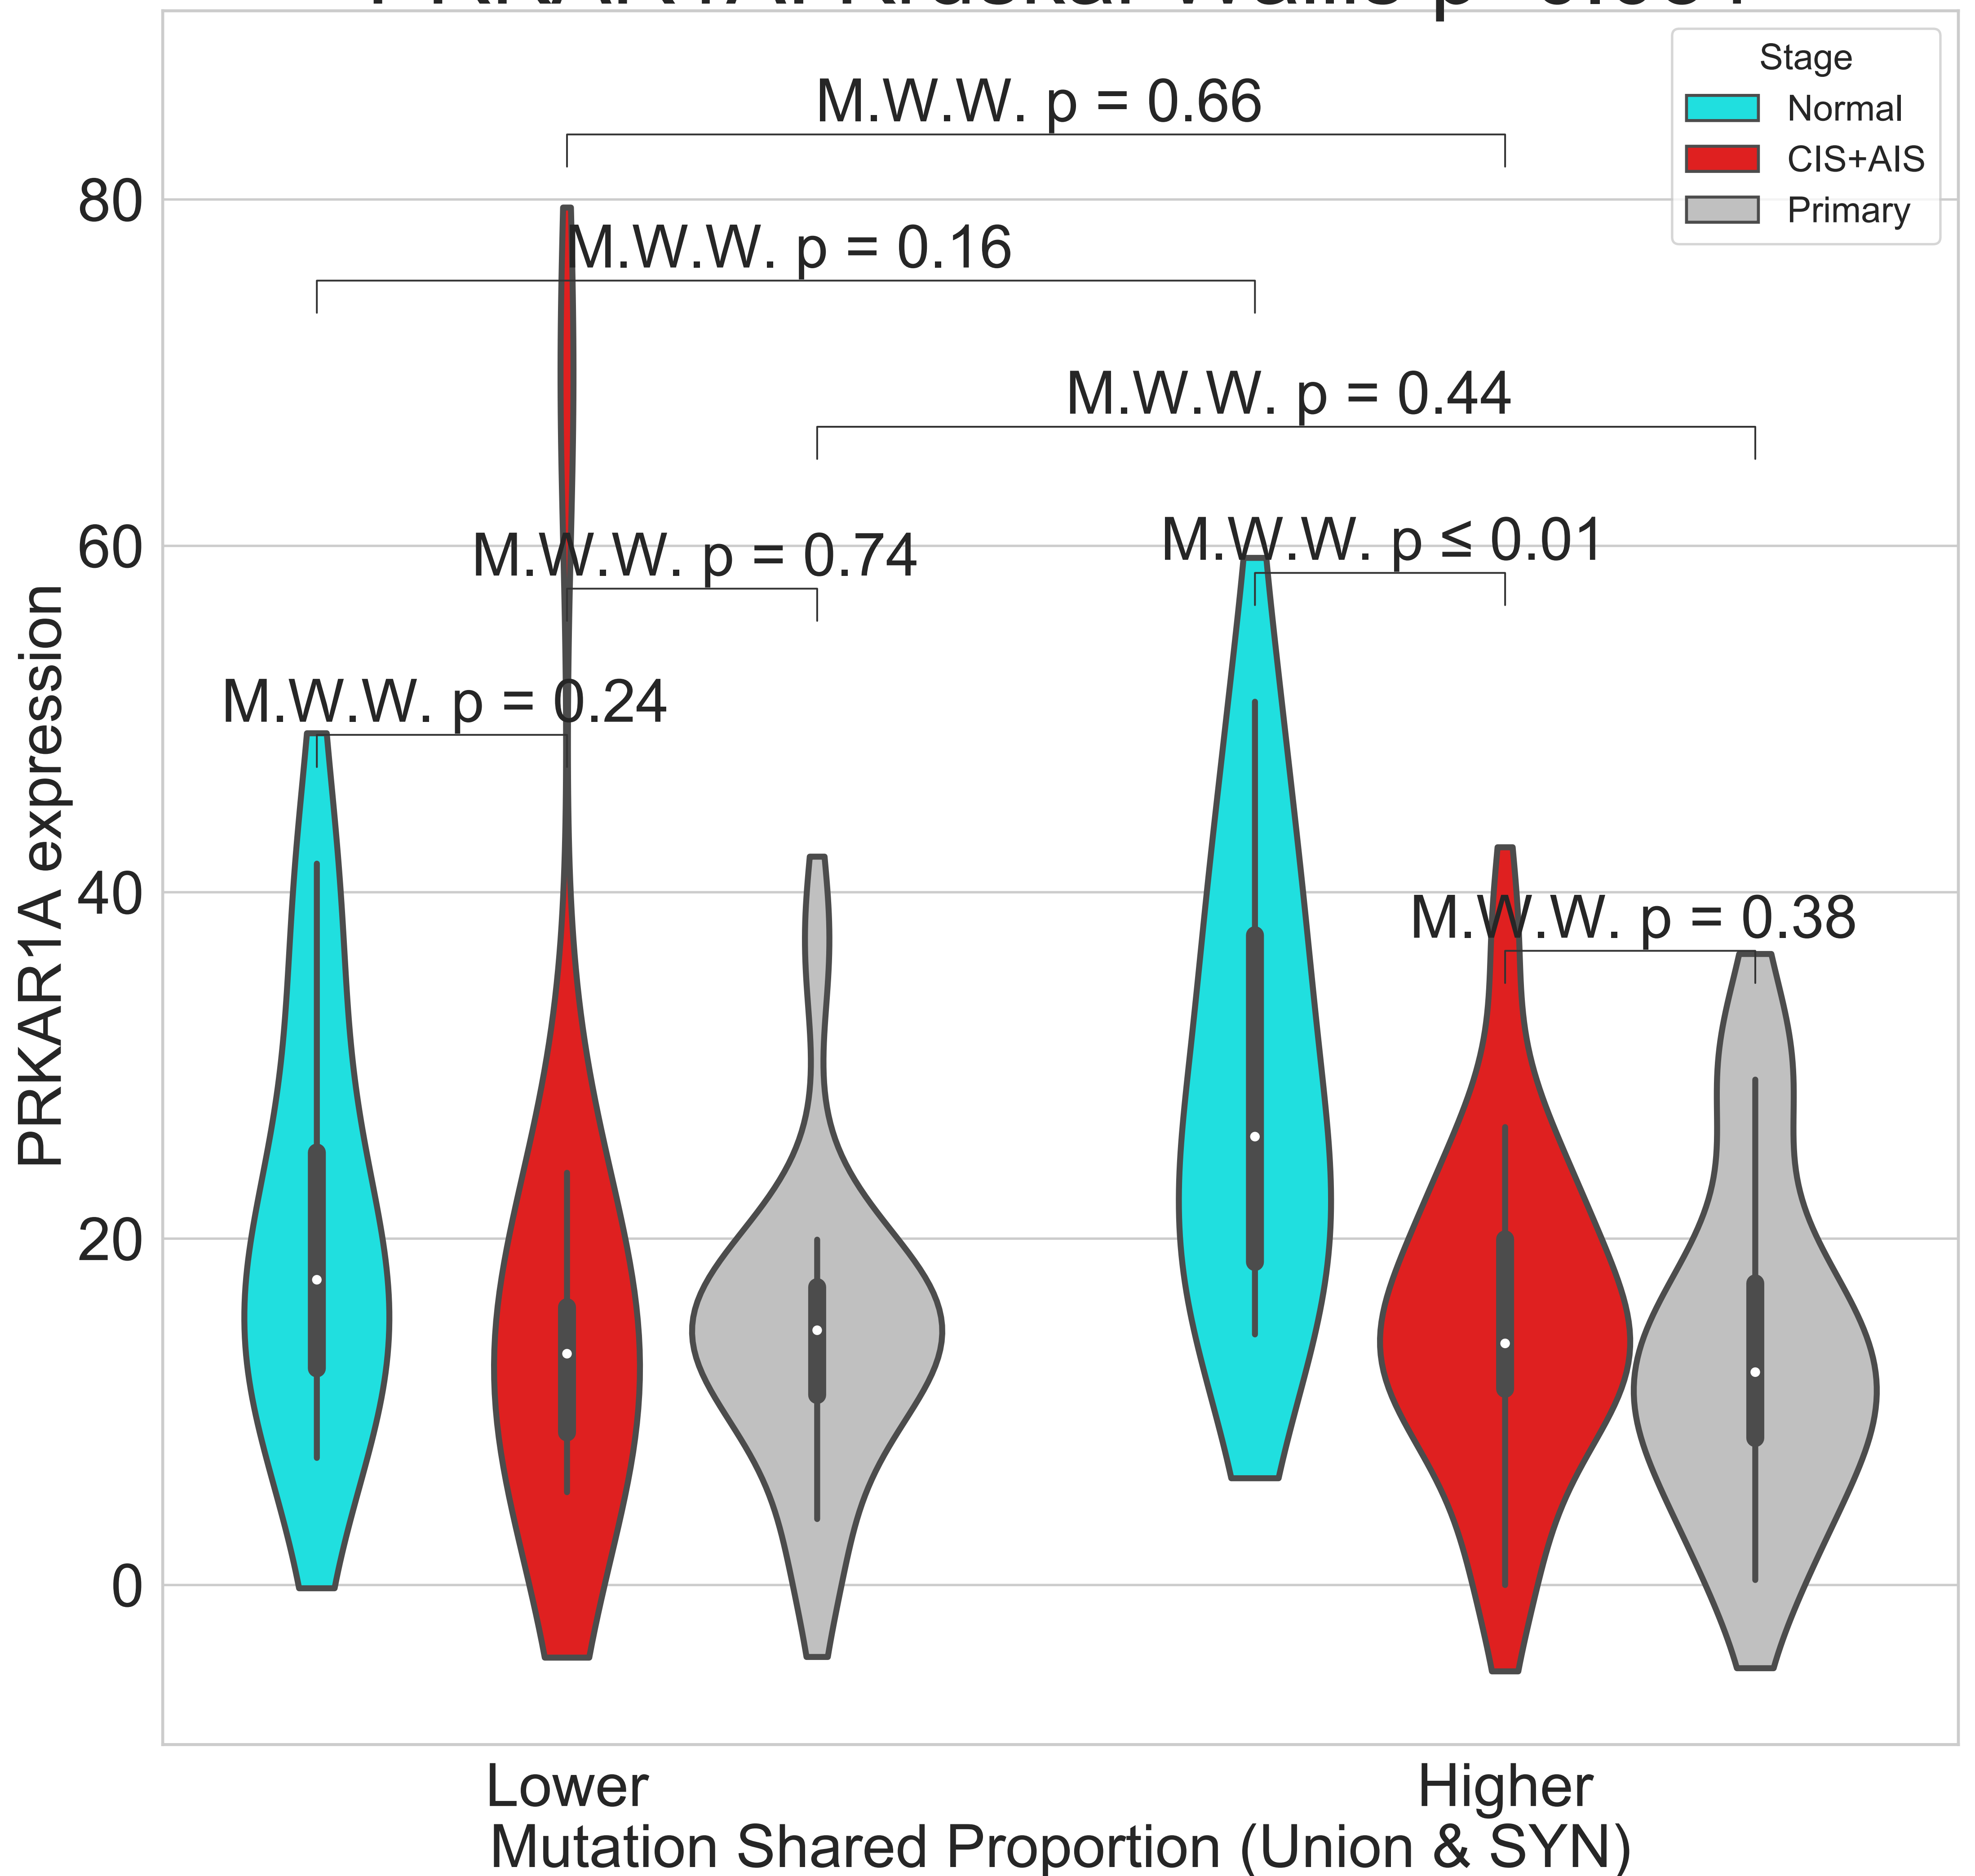 Stage
Normal
CIS+AIS
Primary
M.W.W. p = 0.66
80
M.W.W. p = 0.16
M.W.W. p = 0.44
60
M.W.W. p = 0.74
M.W.W. p ≤ 0.01
M.W.W. p = 0.24
PRKAR1A expression
40
M.W.W. p = 0.38
20
0
Lower
Higher
Mutation Shared Proportion (Union & SYN)